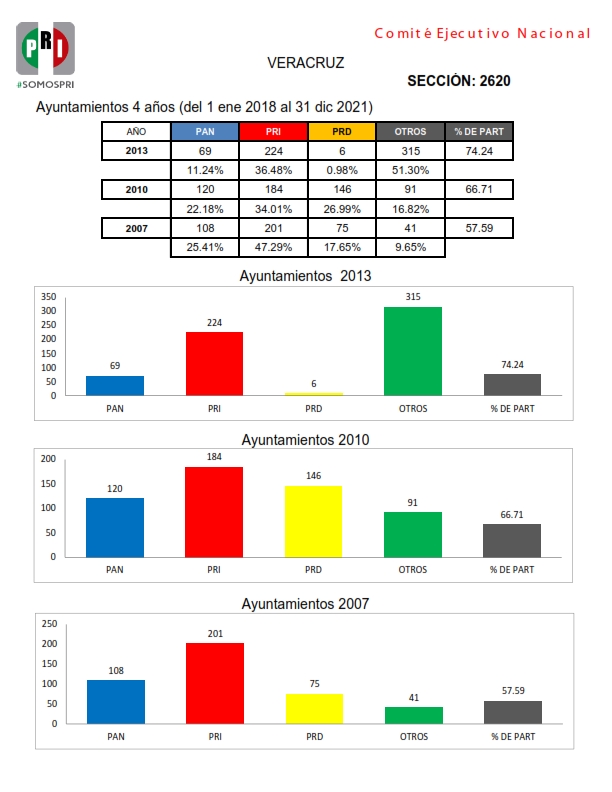 Comité Ejecutivo Nacional
PRI
#SOMOSPRI
VERACRUZ
SECCIÓN: 2620
Ayuntamientos 4 años (del 1 ene 2018 al 31 dic 2021)
AÑO PAN PRI PRD OTROS % DE PART
2013 69 224 6 315 74.24
11.24% 36.48% 0.98% 51.30%
2010 120 184 146 91 66.71
22.18% 34.01% 26.99% 16.82%
2007 108 201 75 41 57.59
25.41% 47.29% 17.65% 9.65%
Ayuntamientos 2013
350
300
250
200
150
100
50
0
69 224 6 315 74.24
PAN PRI PRD OTROS % DE PART
Ayuntamientos 2010
200
150
100
50
0
120 184 146 91 66.71
PAN PRI PRD OTROS % DE PART
Ayuntamientos 2007
250
200
150
100
50
0
108 201 75 41 57.59
PAN PRI PRD OTROS % DE PART